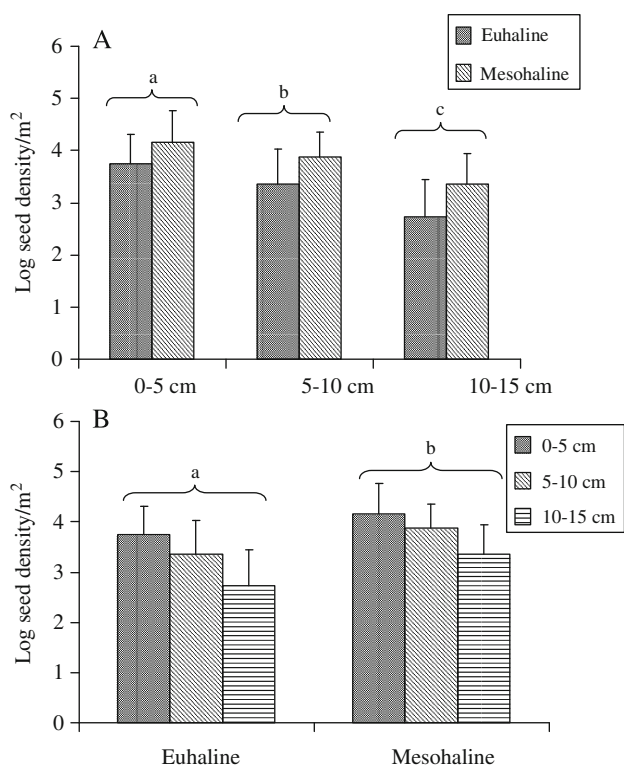 A
Euhaline
Mesohaline
6
5
4
3
2
1
0
Log seed density/m²
a
b
c
0-5 cm
5-10 cm
10-15 cm
B
0-5 cm
5-10 cm
10-15 cm
6
5
4
3
2
1
0
Log seed density/m²
a
b
Euhaline
Mesohaline